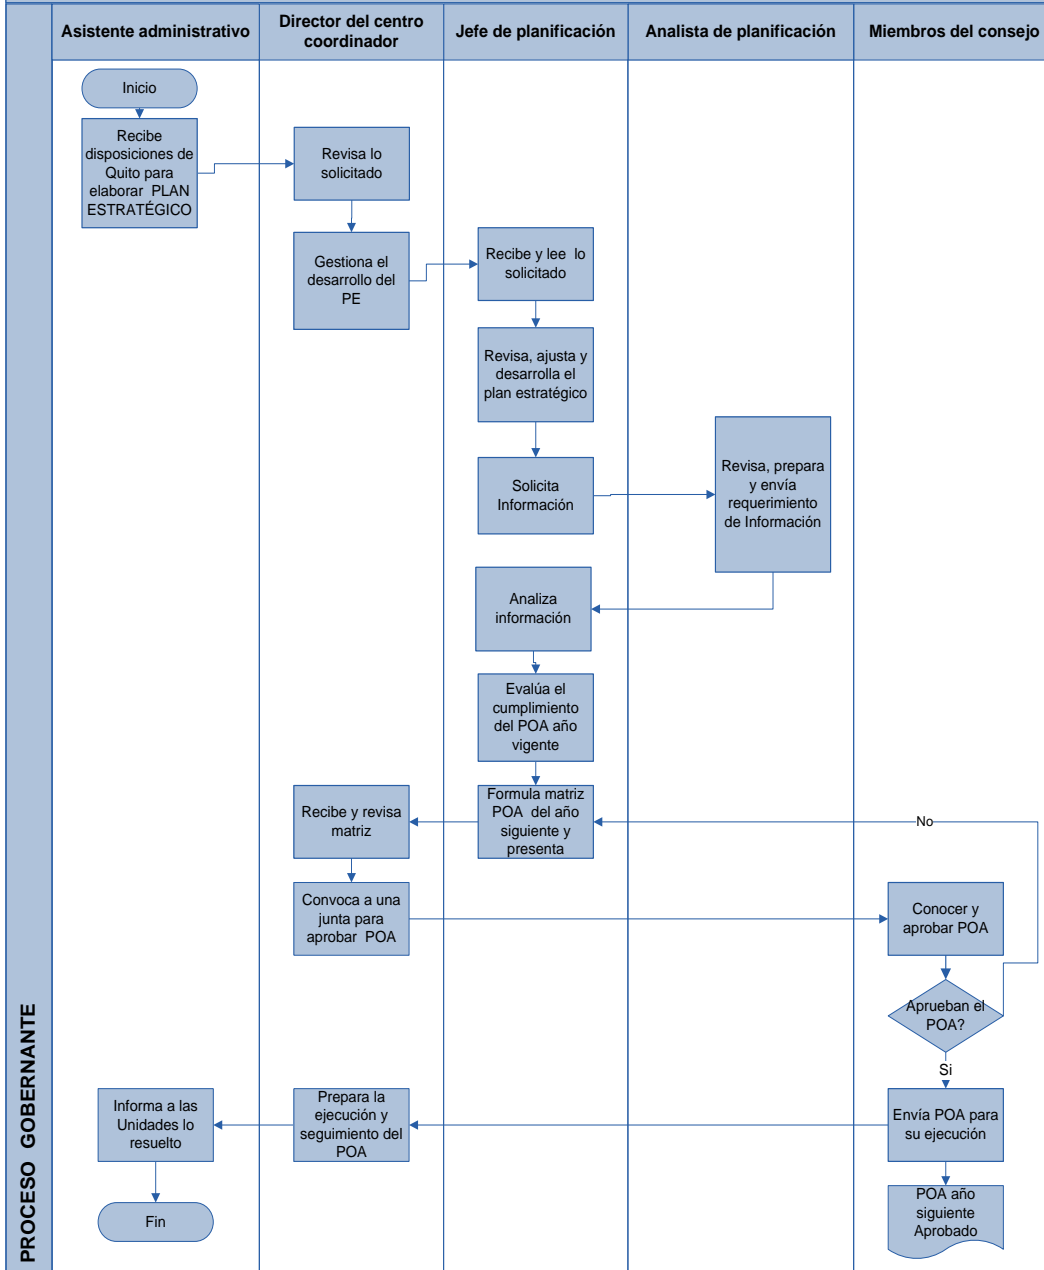 Asistente administrativo
Director del centro
coordinador
Jefe de planificación
Analista de planificación
Miembros del consejo
PROCESO GOBERNANTE
Inicio
Recibe
disposiciones de
Quito para
elaborar PLAN
ESTRATÉGICO
Revisa lo
solicitado
Gestiona el
desarrollo del
PE
Recibe y lee lo
solicitado
Revisa, ajusta y
desarrolla el
plan estratégico
Solicita
Información
Revisa, prepara
y envía
requerimiento
de Información
Analiza
información
Evalúa el
cumplimiento
del POA año
vigente
Formula matriz
POA del año
siguiente y
presenta
Recibe y revisa
matriz
No
Convoca a una
junta para
aprobar POA
Conocer y
aprobar POA
Aprueban el
POA?
Si
Envía POA para
su ejecución
Prepara la
ejecución y
seguimiento del
POA
Informa a las
Unidades lo
resuelto
POA año
siguiente
Aprobado
Fin